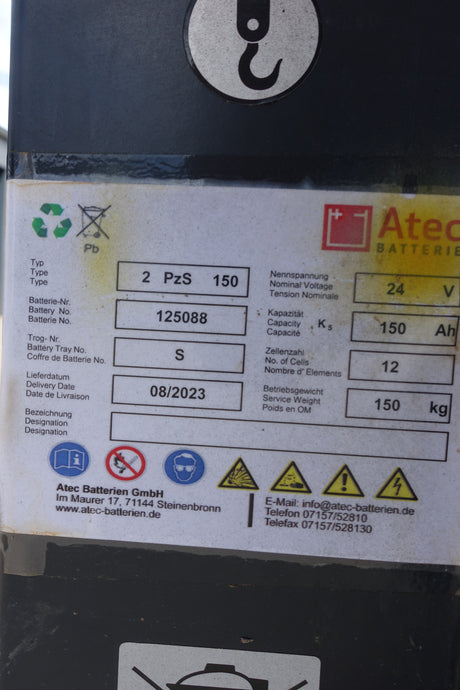 Pb
Atec
BATTERIE
Typ
Type
Type
2 PzS 150
Nennspannung
Nominal Voltage
Tension Nominale
24 V
Batterie-Nr.
Battery No.
Batterie No.
125088
Kapazität
Capacity
Capacité
K5
150 Ah
Trog- Nr.
Battery Tray No.
Coffre de Batterie No.
S
Zellenzahl
No. of Cells
Nombre d' Elements
12
Lieferdatum
Delivery Date
Date de Livraison
08/2023
Betriebsgewicht
Service Weight
Poids en OM
150 kg
Bezeichnung
Designation
Designation
Atec Batterien GmbH
Im Maurer 17, 71144 Steinenbronn
www.atec-batterien.de
E-Mail: info@atec-batterien.de
Telefon 07157/52810
Telefax 07157/528130